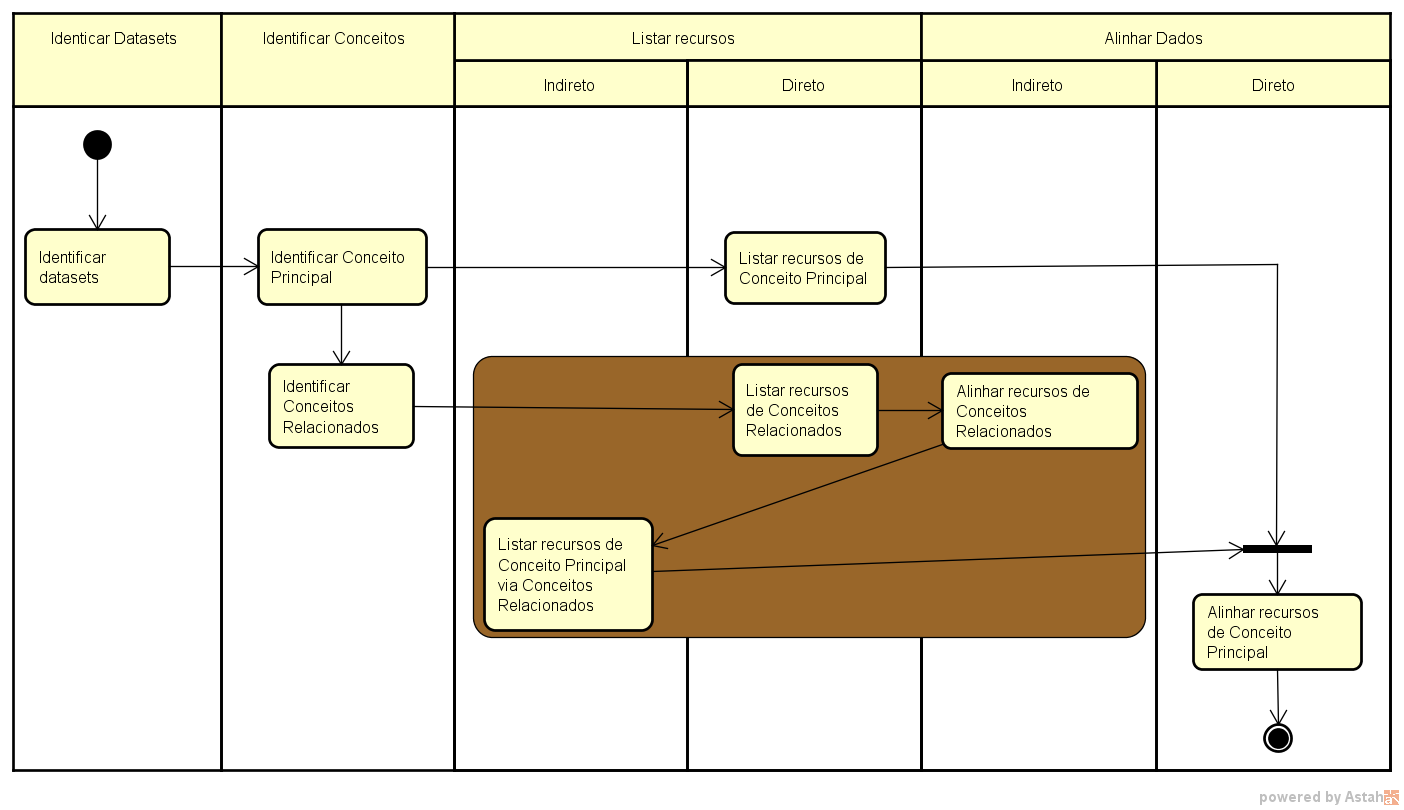 Identicar Datasets
Identificar Conceitos
Listar recursos
Alinhar Dados
Indireto
Direto
Indireto
Direto
Identificar
datasets
Identificar Conceito
Principal
Listar recursos de
Conceito Principal
Identificar
Conceitos
Relacionados
Listar recursos
de Conceitos
Relacionados
Alinhar recursos de
Conceitos
Relacionados
Listar recursos de
Conceito Principal
via Conceitos
Relacionados
Alinhar recursos
de Conceito
Principal
powered by Astah